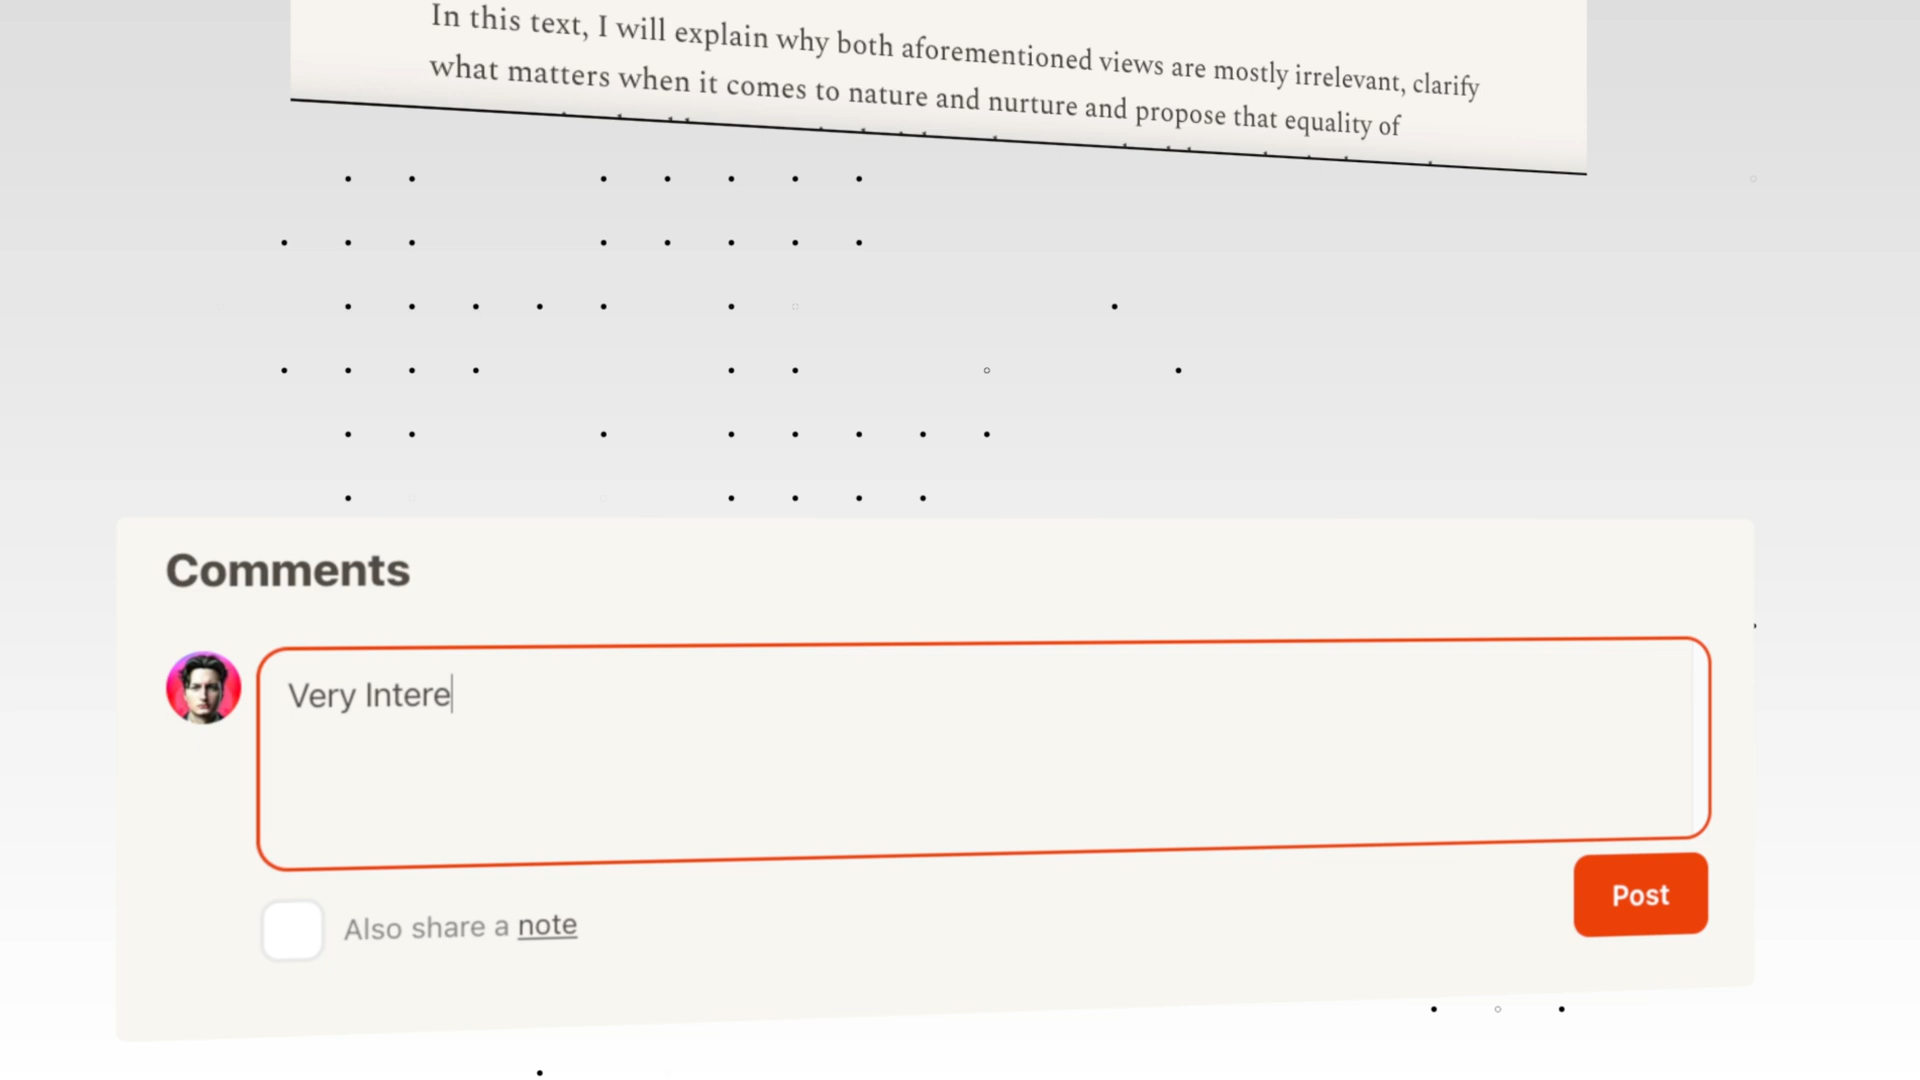 In this text, I will explain why both aforementioned views are mostly irrelevant, clarify
what matters when it comes to nature and nurture and propose that equality of
Comments
Very Intere
Also share a note
Post